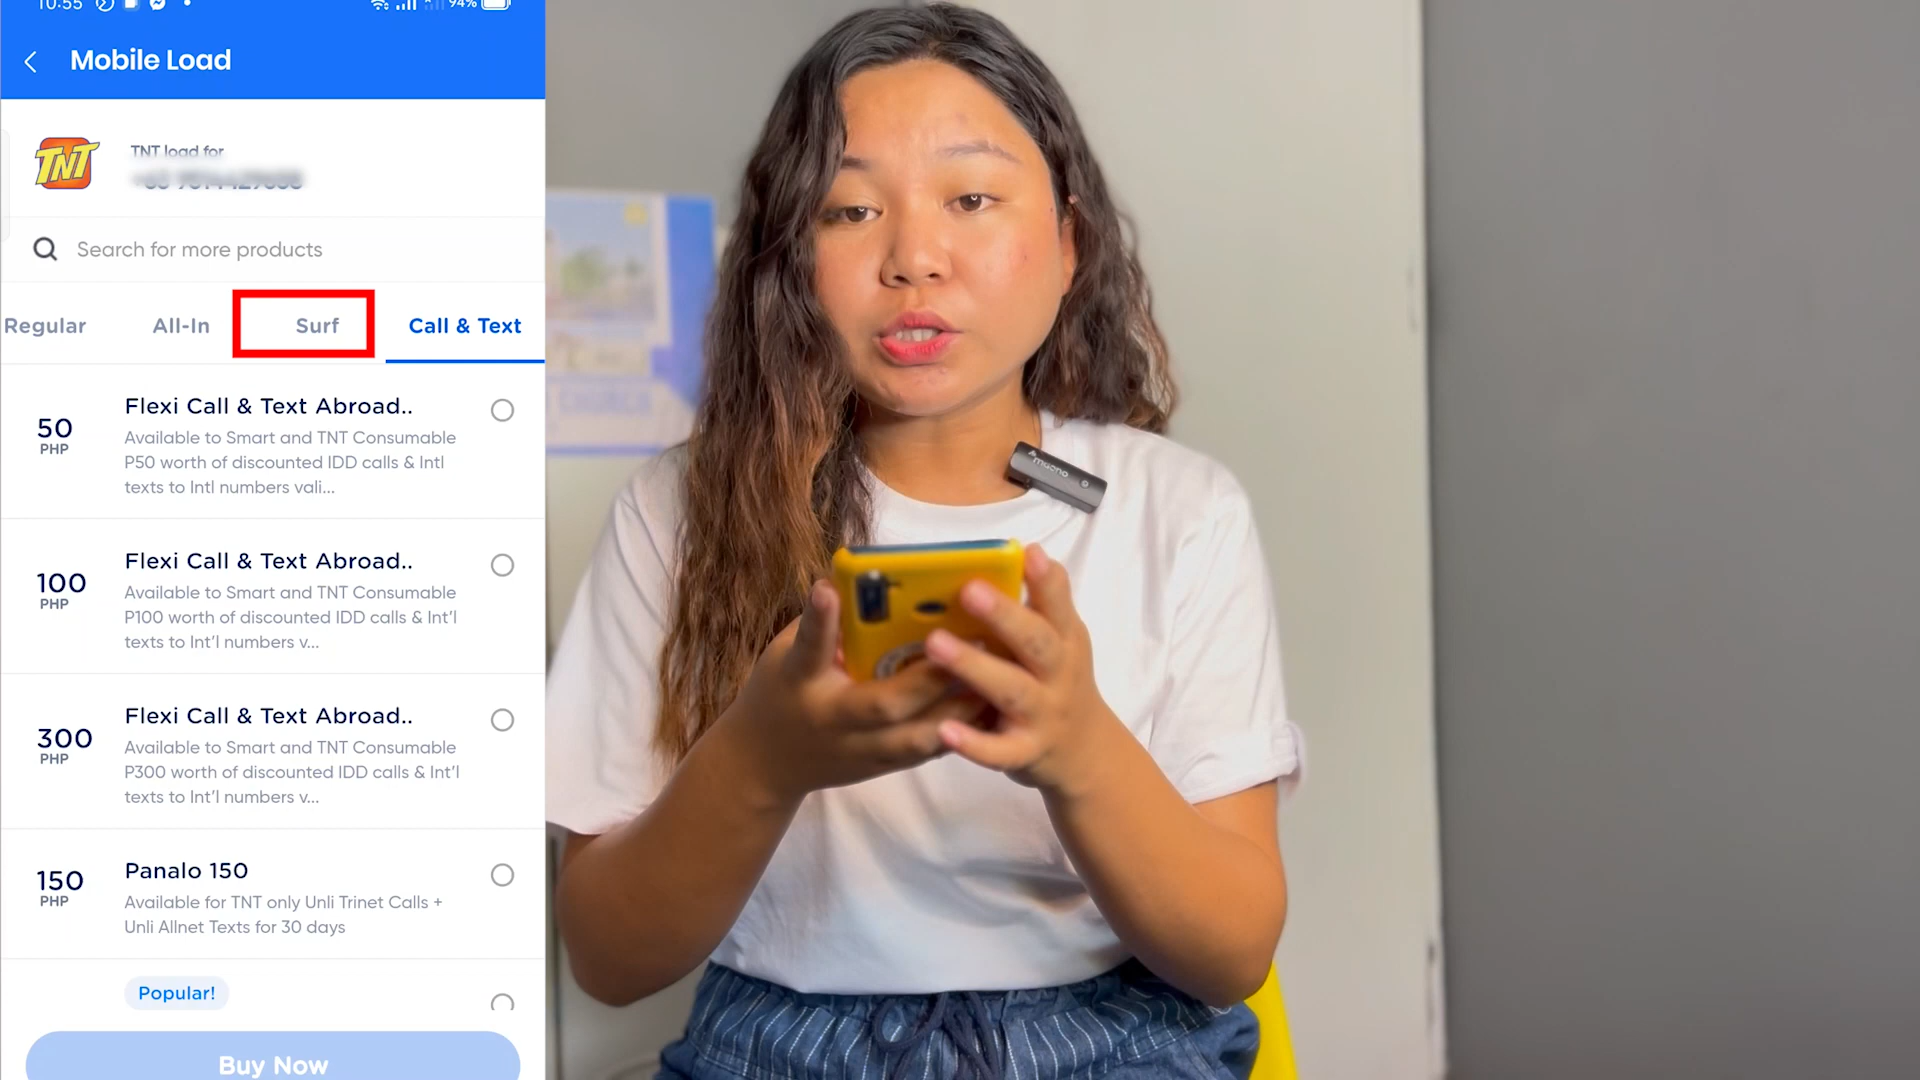 10:55
94%
Mobile Load
TNT
TNT load for
Search for more products
Regular
All-In
Surf
Call & Text
50
PHP
Flexi Call & Text Abroad..
Available to Smart and TNT Consumable
P50 worth of discounted IDD calls & Intl
texts to Intl numbers vali...
100
PHP
Flexi Call & Text Abroad..
Available to Smart and TNT Consumable
P100 worth of discounted IDD calls & Int'l
texts to Int'l numbers v...
300
PHP
Flexi Call & Text Abroad..
Available to Smart and TNT Consumable
P300 worth of discounted IDD calls & Int'l
texts to Int'l numbers v...
150
PHP
Panalo 150
Available for TNT only Unli Trinet Calls +
Unli Allnet Texts for 30 days
Popular!
Buy Now
maono